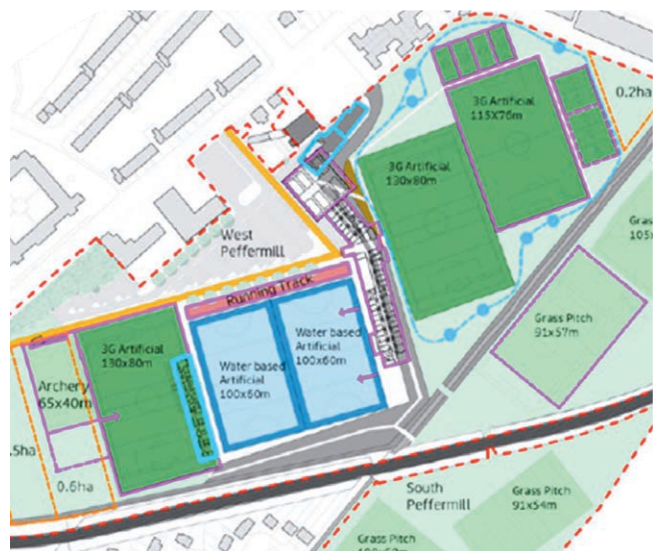 3G Artificial
115X76m
0.2ha
3G Artificial
130x80m
West
Peffermill
Running Track
Grass Pitch
91x57m
3G Artificial
130x80m
Water based
Artificial
100x60m
Water based
Artificial
100x60m
Archery
65x40m
.5ha
0.6ha
South
Peffermill
Grass Pitch
91x54m
Grass Pitch